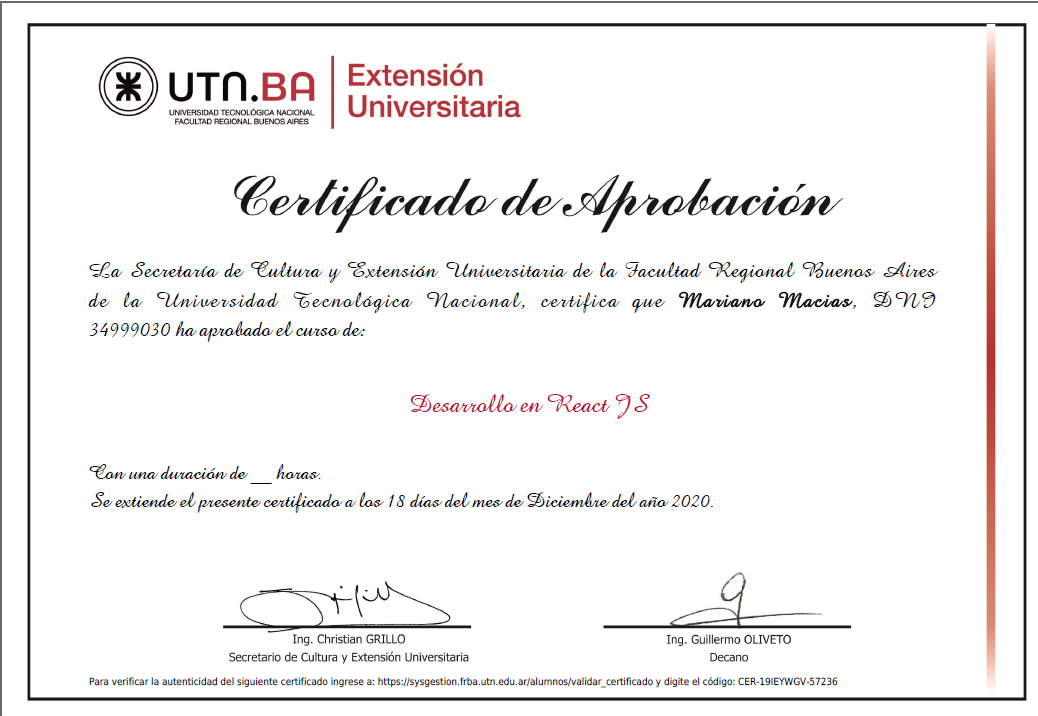 UTN.BA
UNIVERSIDAD TECNOLÓGICA NACIONAL
FACULTAD REGIONAL BUENOS AIRES
Extensión
Universitaria
Certificado de Aprobación
La Secretaría de Cultura y Extensión Universitaria de la Facultad Regional Buenos Aires
de la Universidad Tecnológica Nacional, certifica que Mariano Macias, DNI
34999030 ha aprobado el curso de:
Desarrollo en React JS
Con una duración de __ horas.
Se extiende el presente certificado a los 18 días del mes de Diciembre del año 2020.
Ing. Christian GRILLO
Secretario de Cultura y Extensión Universitaria
Ing. Guillermo OLIVETO
Decano
Para verificar la autenticidad del siguiente certificado ingrese a: https://sysgestion.frba.utn.edu.ar/alumnos/validar_certificado y digite el código: CER-19IEYWGV-57236